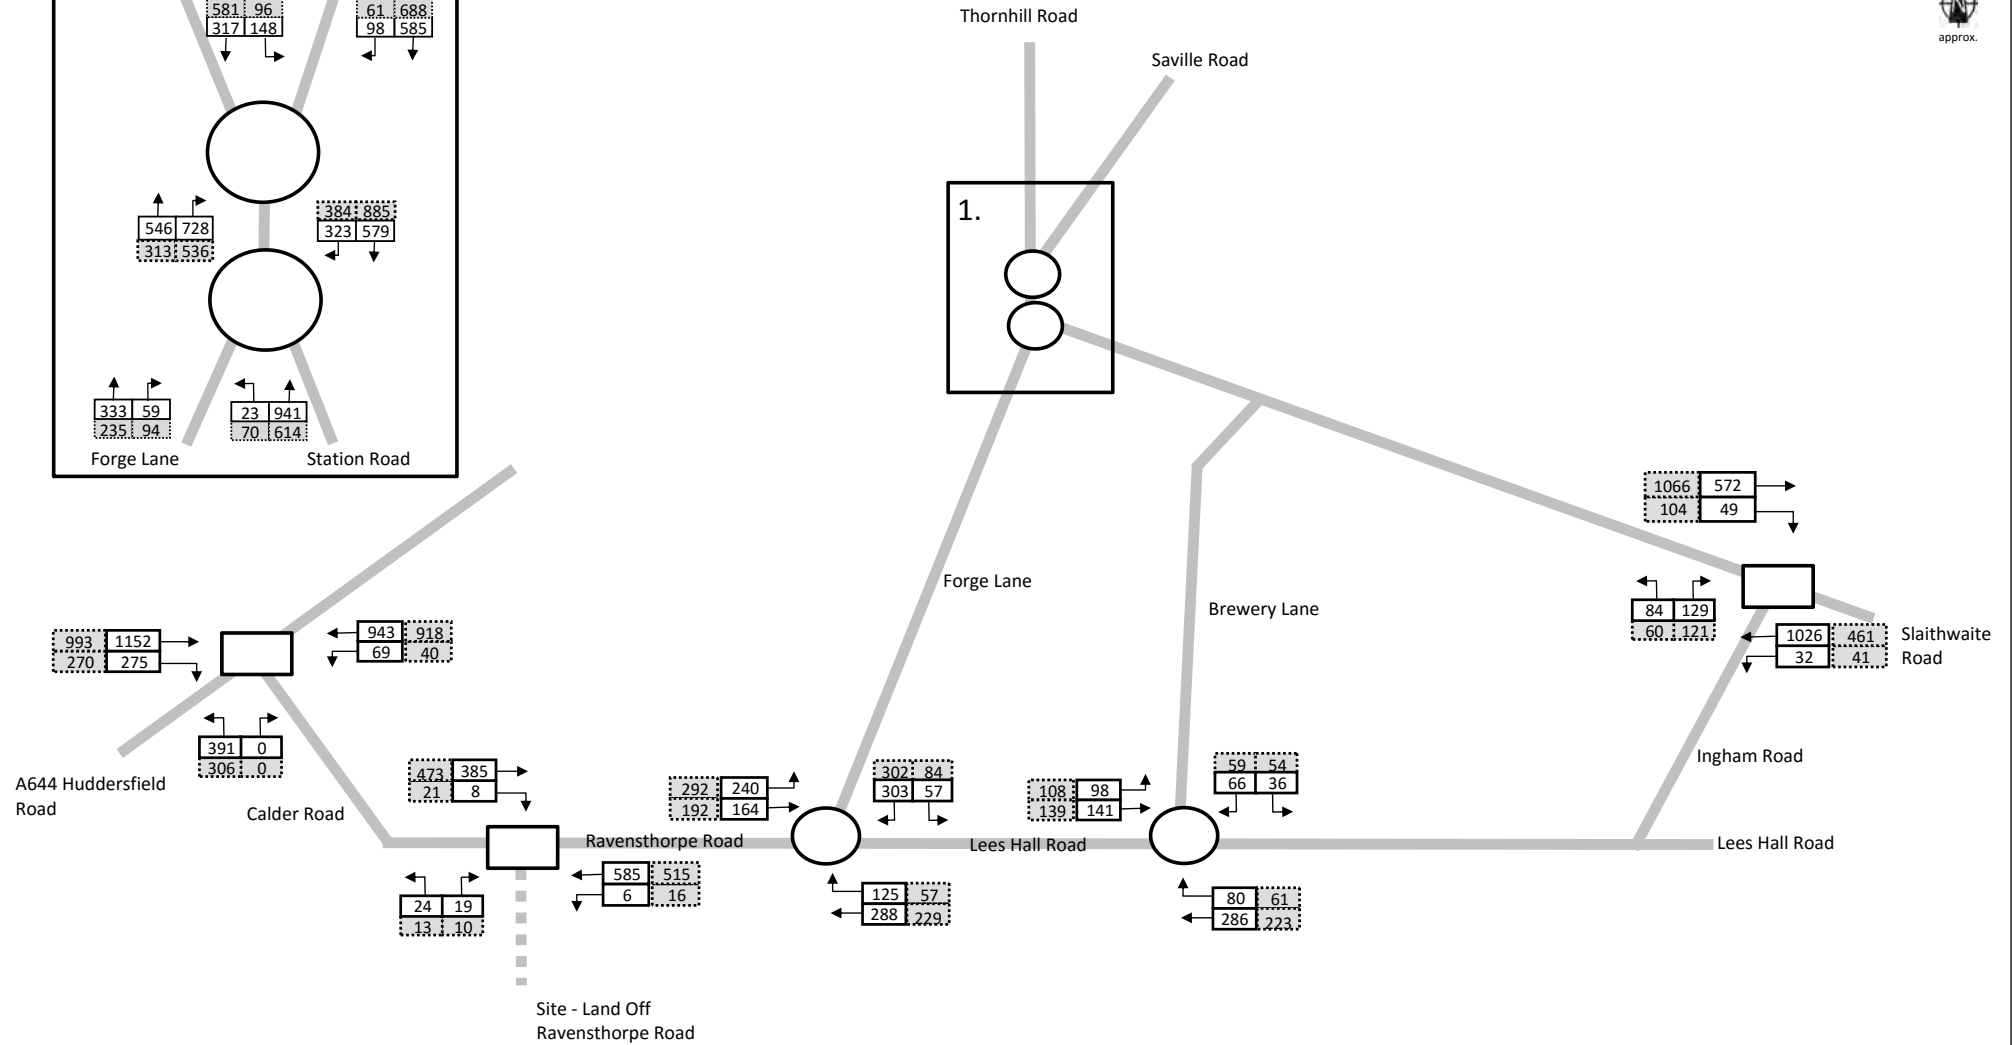 581 96
317 148
61 688
98 585
Thornhill Road
Saville Road
N
approx.
1.
546 728
313 536
384 885
323 579
333 59
235 94
23 941
70 614
Forge Lane
Station Road
1066 572
104 49
Forge Lane
Brewery Lane
84 129
60 121
1026 461
32 41
Slaithwaite
Road
993 1152
270 275
943 918
69 40
391 0
306 0
A644 Huddersfield
Road
Calder Road
473 385
21 8
Ravensthorpe Road
292 240
192 164
302 84
303 57
Lees Hall Road
108 98
139 141
59 54
66 36
Ingham Road
Lees Hall Road
585 515
6 16
24 19
13 10
125 57
288 229
80 61
286 223
Site - Land Off
Ravensthorpe Road